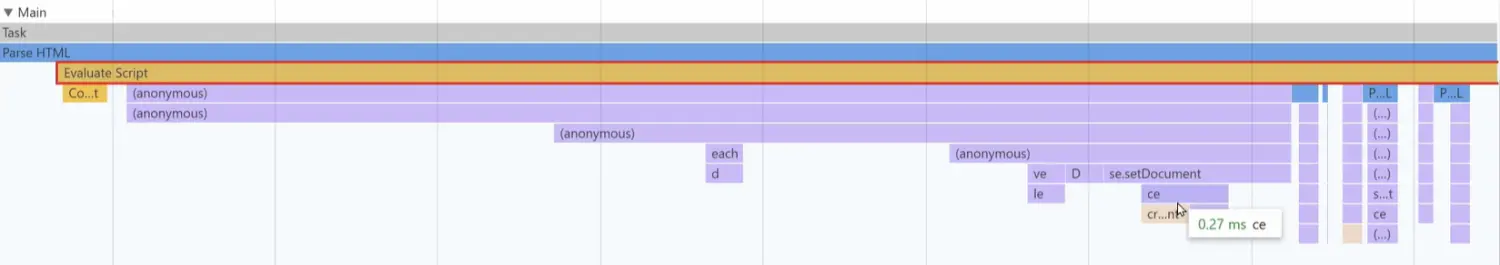 ▼ Main
Task
Parse HTML
Evaluate Script
Co...t (anonymous) P...L P...L
(anonymous) (...)
(anonymous) (...)
each (anonymous) (...)
d ve D se.setDocument (...)
le ce s...t
cr...nt ce
0.27 ms ce (...)